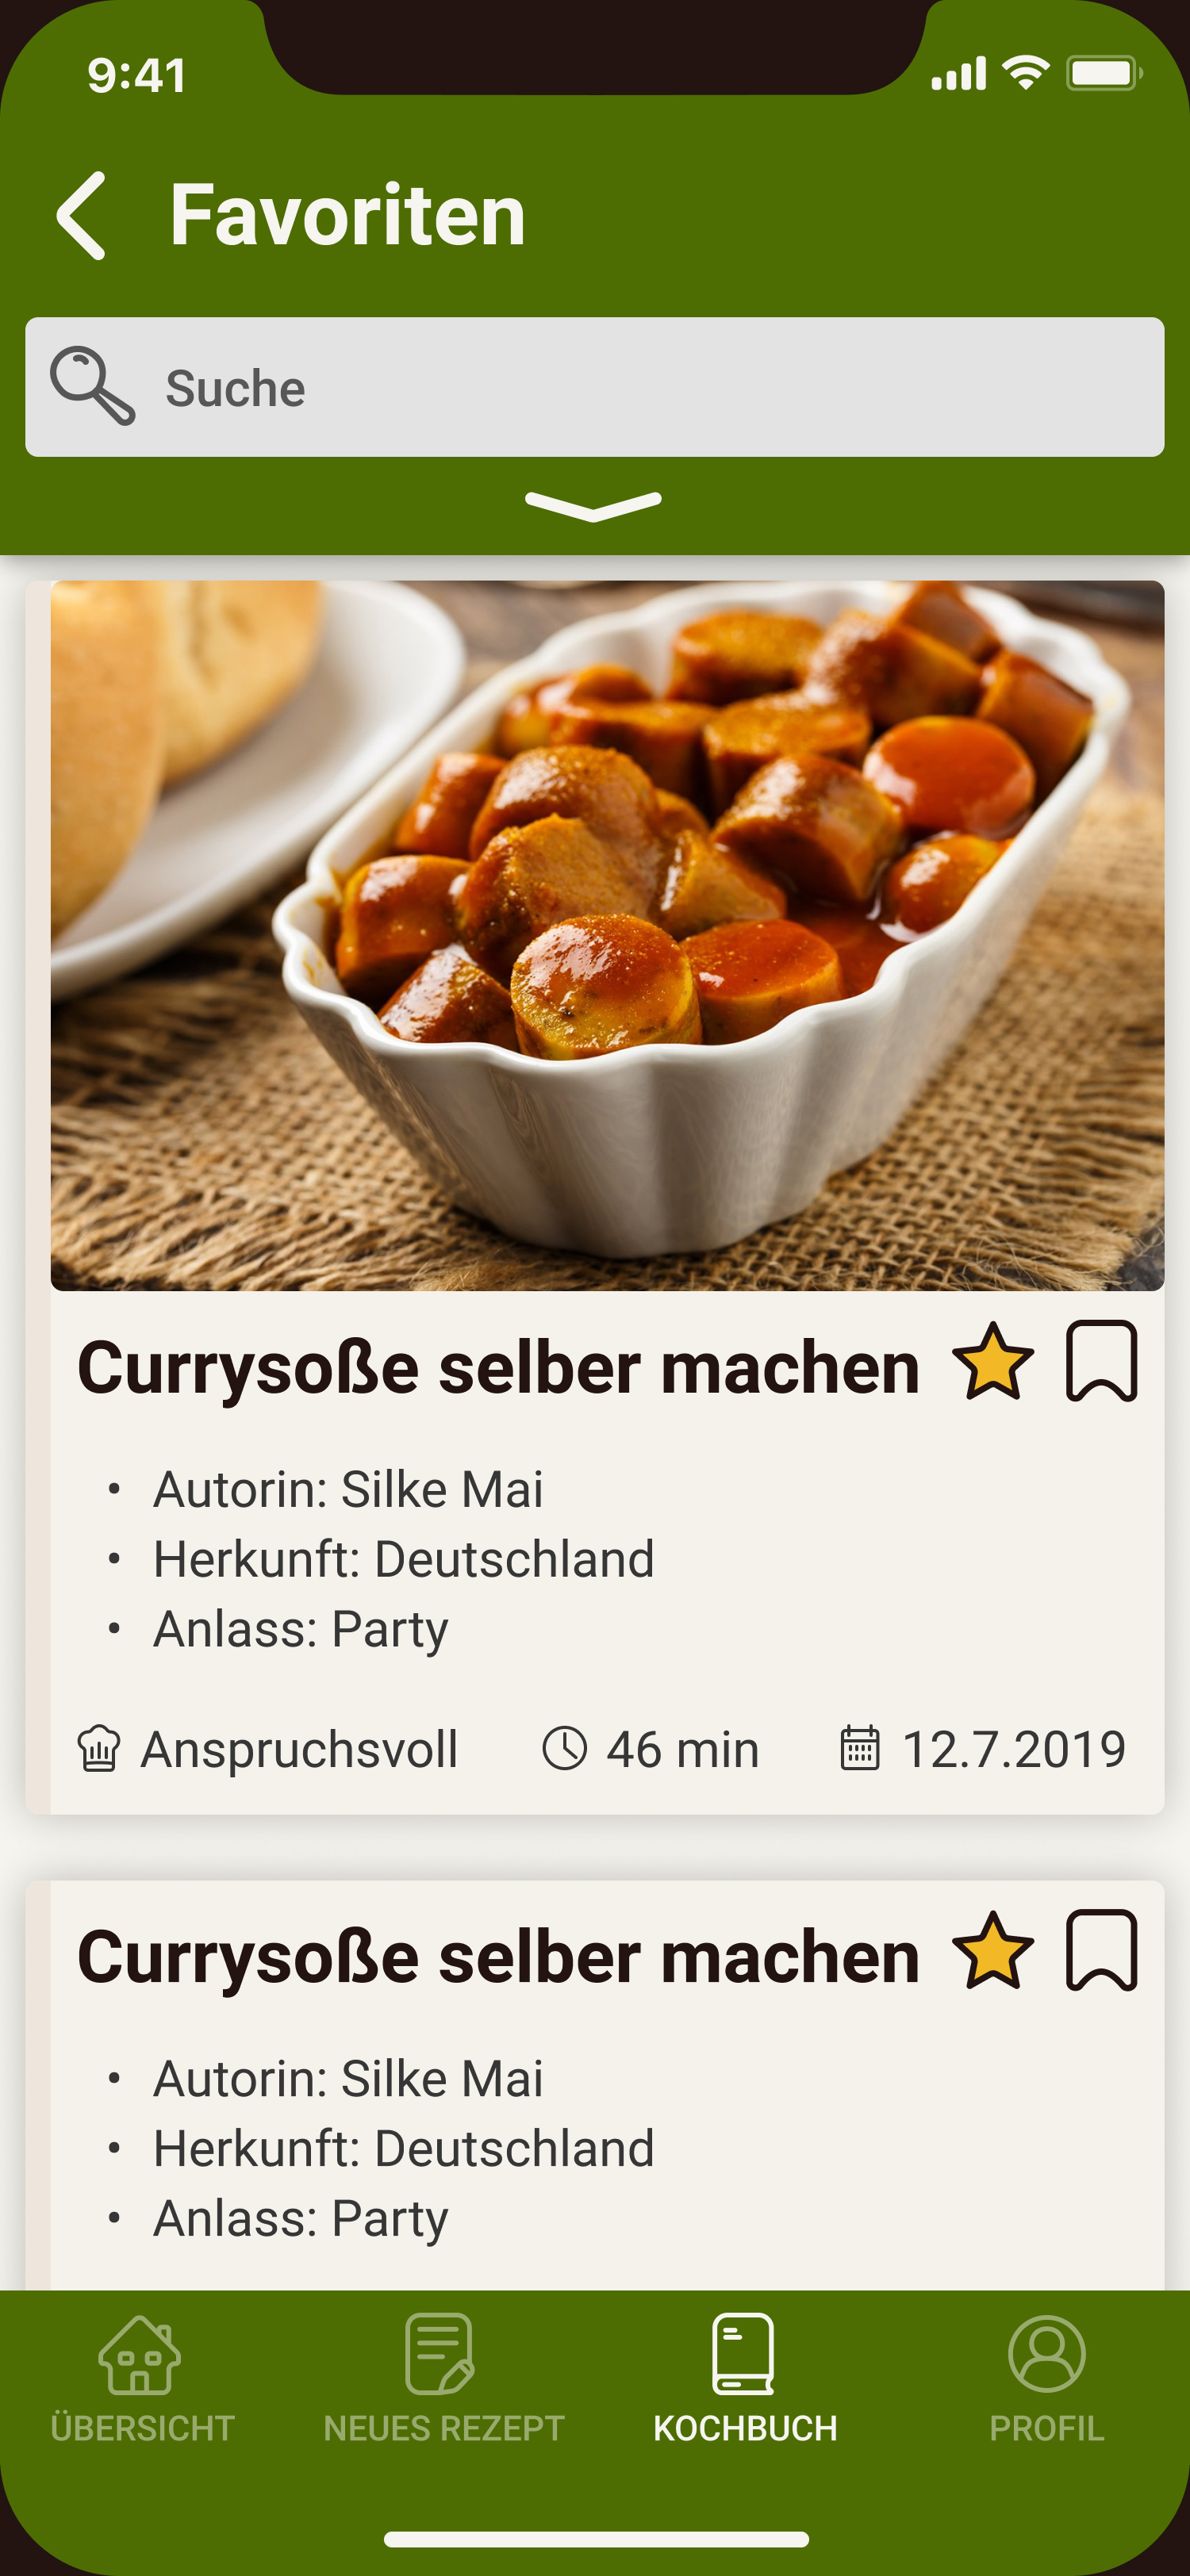 9:41
Favoriten
Suche
Currysoße selber machen
• Autorin: Silke Mai
• Herkunft: Deutschland
• Anlass: Party
Anspruchsvoll 46 min 12.7.2019
Currysoße selber machen
• Autorin: Silke Mai
• Herkunft: Deutschland
• Anlass: Party
ÜBERSICHT NEUES REZEPT KOCHBUCH PROFIL